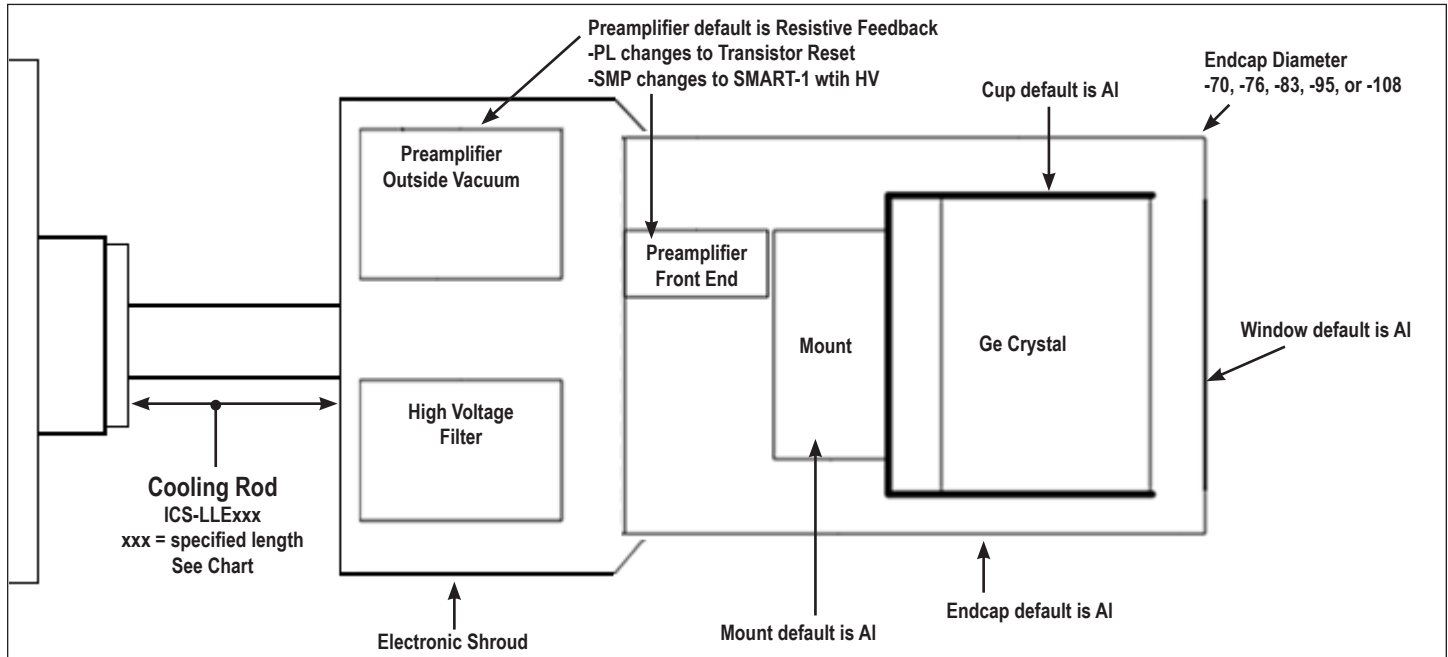 Preamplifier default is Resistive Feedback
-PL changes to Transistor Reset
-SMP changes to SMART-1 wtih HV
Endcap Diameter
-70, -76, -83, -95, or -108
Cup default is Al
Preamplifier
Outside Vacuum
Preamplifier
Front End
Mount
Ge Crystal
Window default is Al
High Voltage
Filter
Cooling Rod
ICS-LLExxx
xxx = specified length
See Chart
Electronic Shroud
Mount default is Al
Endcap default is Al